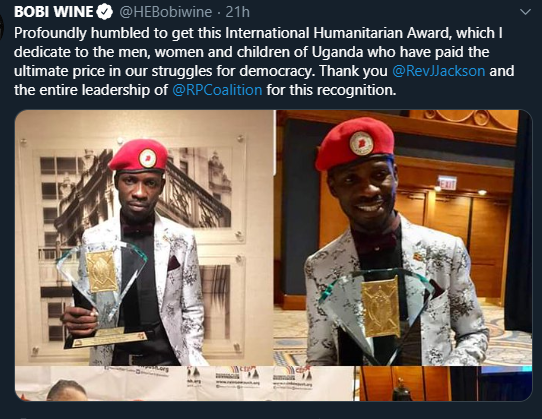 BOBI WINE @HEBobiwine · 21h
Profoundly humbled to get this International Humanitarian Award, which I
dedicate to the men, women and children of Uganda who have paid the
ultimate price in our struggles for democracy. Thank you @RevJJackson and
the entire leadership of @RPCoalition for this recognition.
EXIT